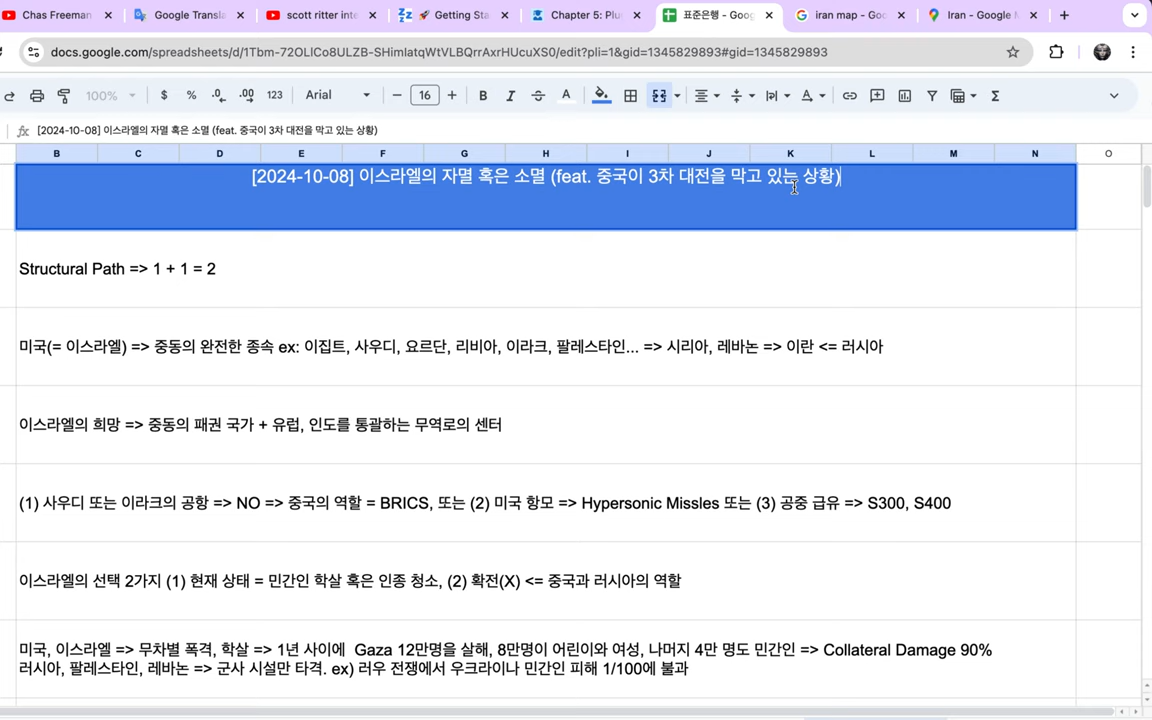 Chas Freeman
Google Transla
scott ritter inte
Getting Sta
Chapter 5: Plu
표준은행 - Goog
iran map - Goo
Iran - Google M
docs.google.com/spreadsheets/d/1Tbm-72OLlCo8ULZB-SHimlatqWtVLBQrrAxrHUcuXS0/edit?pli=1&gid=1345829893#gid=1345829893
100% $ % .0 .00 123 Arial 16 B I A
fx [2024-10-08] 이스라엘의 자멸 혹은 소멸 (feat. 중국이 3차 대전을 막고 있는 상황)
B C D E F G H I J K L M N O
[2024-10-08] 이스라엘의 자멸 혹은 소멸 (feat. 중국이 3차 대전을 막고 있는 상황)
Structural Path => 1 + 1 = 2
미국(= 이스라엘) => 중동의 완전한 종속 ex: 이집트, 사우디, 요르단, 리비아, 이라크, 팔레스타인... => 시리아, 레바논 => 이란 <= 러시아
이스라엘의 희망 => 중동의 패권 국가 + 유럽, 인도를 통괄하는 무역로의 센터
(1) 사우디 또는 이라크의 공항 => NO => 중국의 역할 = BRICS, 또는 (2) 미국 항모 => Hypersonic Missles 또는 (3) 공중 급유 => S300, S400
이스라엘의 선택 2가지 (1) 현재 상태 = 민간인 학살 혹은 인종 청소, (2) 확전(X) <= 중국과 러시아의 역할
미국, 이스라엘 => 무차별 폭격, 학살 => 1년 사이에 Gaza 12만명을 살해, 8만명이 어린이와 여성, 나머지 4만 명도 민간인 => Collateral Damage 90%
러시아, 팔레스타인, 레바논 => 군사 시설만 타격. ex) 러우 전쟁에서 우크라이나 민간인 피해 1/100에 불과